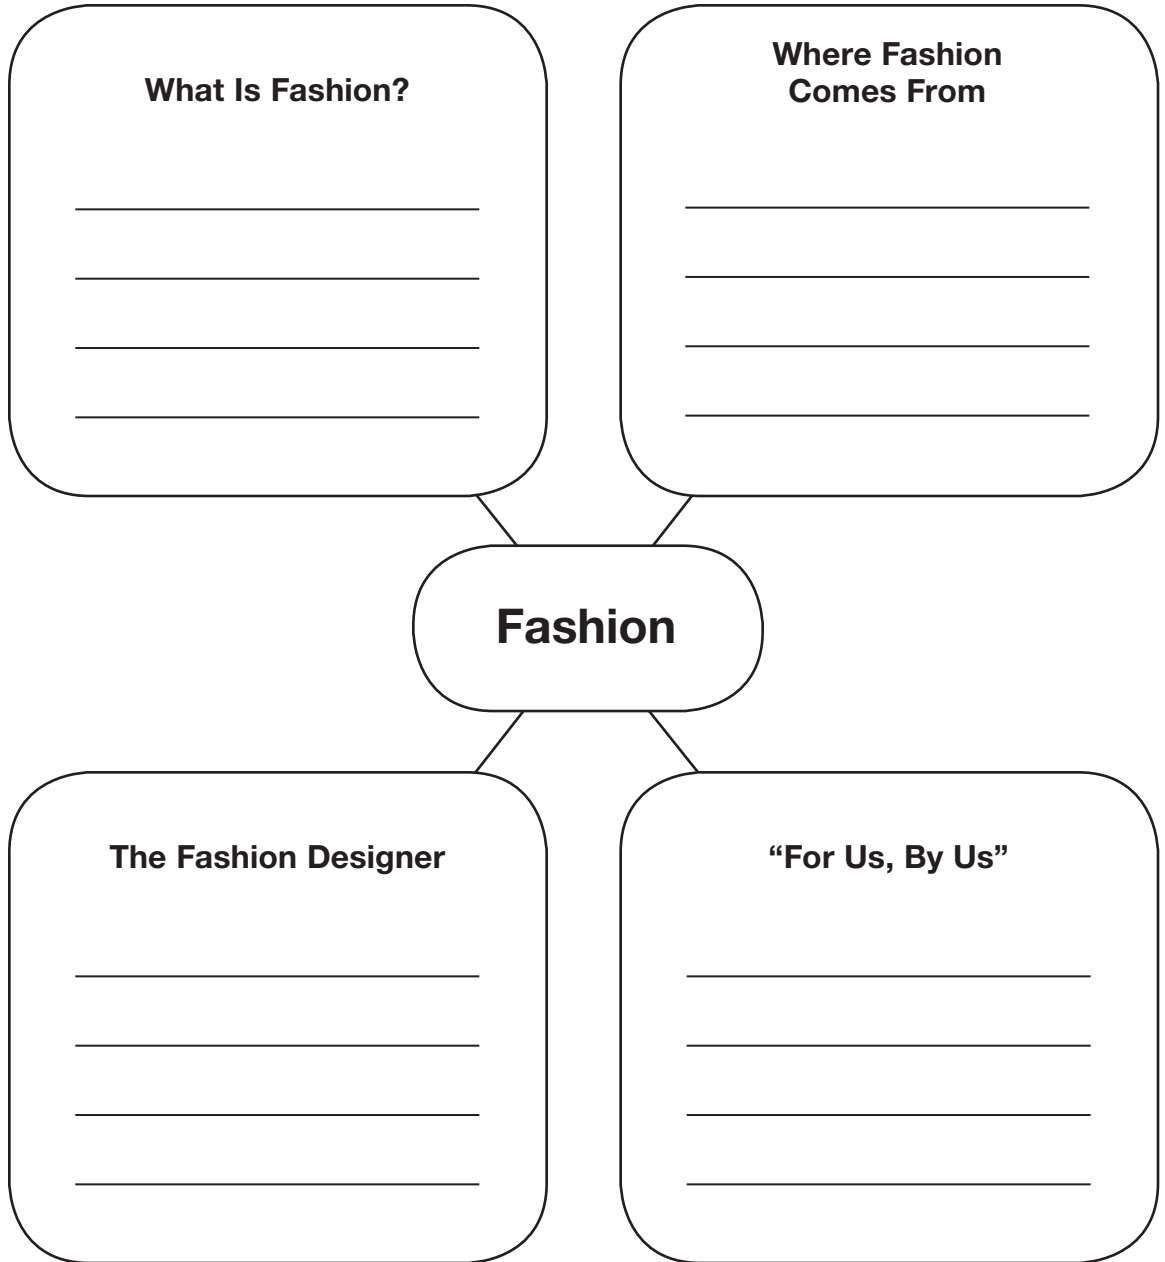 What Is Fashion?
Where Fashion
Comes From
Fashion
The Fashion Designer
“For Us, By Us”